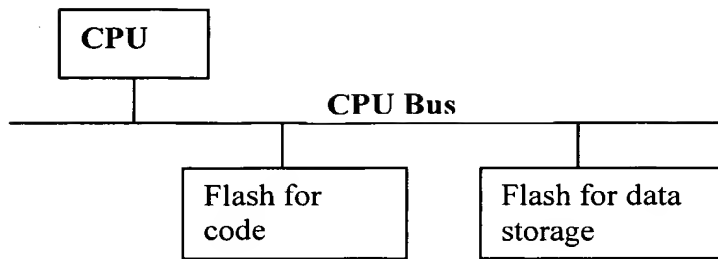 CPU
CPU Bus
Flash for
code
Flash for data
storage